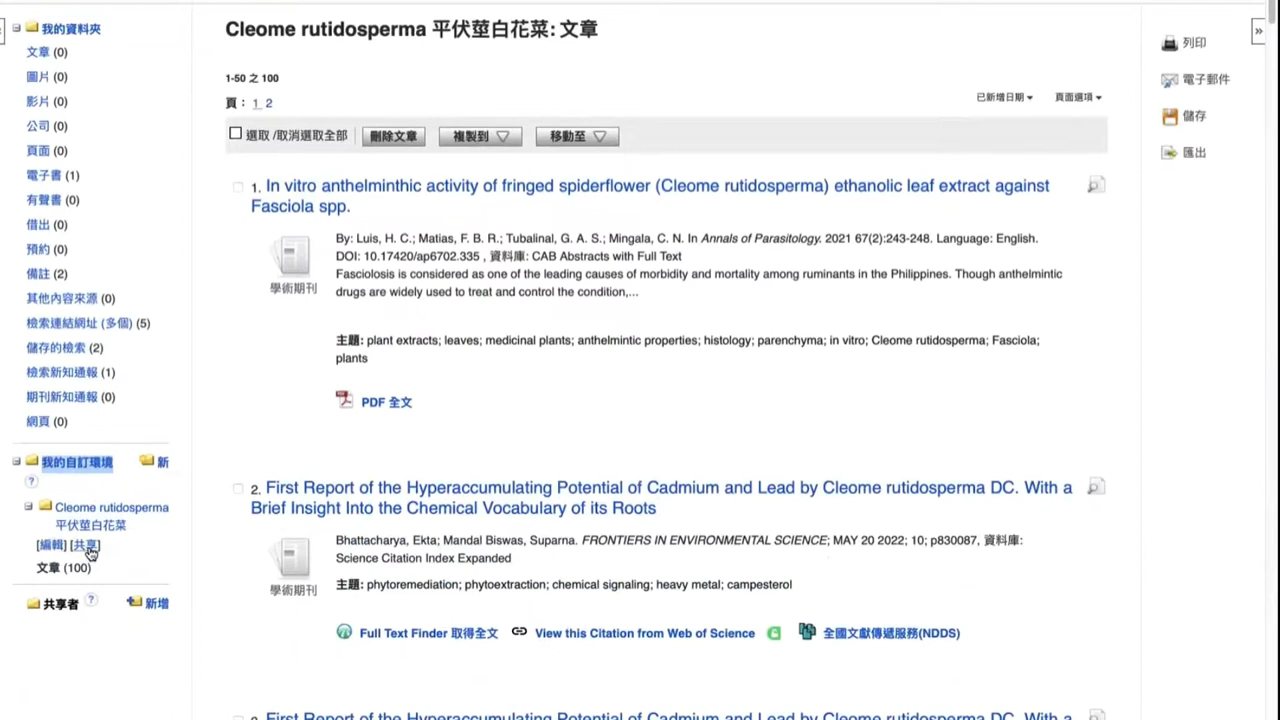 我的資料夾
文章 (0)
圖片 (0)
影片 (0)
公司 (0)
頁面 (0)
電子書 (1)
有聲書 (0)
借出 (0)
預約 (0)
備註 (2)
其他內容來源 (0)
檢索連結網址 (多個) (5)
儲存的檢索 (2)
檢索新知通報 (1)
期刊新知通報 (0)
網頁 (0)
我的自訂環境 新
?
Cleome rutidosperma
平伏莖白花菜
[編輯] [共享]
文章 (100)
共享者 ? 新增
Cleome rutidosperma 平伏莖白花菜: 文章
1-50 之 100
頁： 1 2
已新增日期 頁面選項
選取 /取消選取全部 刪除文章 複製到 移動至
1. In vitro anthelminthic activity of fringed spiderflower (Cleome rutidosperma) ethanolic leaf extract against
Fasciola spp.
學術期刊
By: Luis, H. C.; Matias, F. B. R.; Tubalinal, G. A. S.; Mingala, C. N. In Annals of Parasitology. 2021 67(2):243-248. Language: English.
DOI: 10.17420/ap6702.335 , 資料庫: CAB Abstracts with Full Text
Fasciolosis is considered as one of the leading causes of morbidity and mortality among ruminants in the Philippines. Though anthelmintic
drugs are widely used to treat and control the condition,...
主題: plant extracts; leaves; medicinal plants; anthelmintic properties; histology; parenchyma; in vitro; Cleome rutidosperma; Fasciola;
plants
PDF 全文
2. First Report of the Hyperaccumulating Potential of Cadmium and Lead by Cleome rutidosperma DC. With a
Brief Insight Into the Chemical Vocabulary of its Roots
學術期刊
Bhattacharya, Ekta; Mandal Biswas, Suparna. FRONTIERS IN ENVIRONMENTAL SCIENCE; MAY 20 2022; 10; p830087, 資料庫:
Science Citation Index Expanded
主題: phytoremediation; phytoextraction; chemical signaling; heavy metal; campesterol
Full Text Finder 取得全文 View this Citation from Web of Science 全國文獻傳遞服務(NDDS)
3. First Report of the Hyperaccumulating Potential of Cadmium and Lead by Cleome rutidosperma DC. With a
»
列印
電子郵件
儲存
匯出